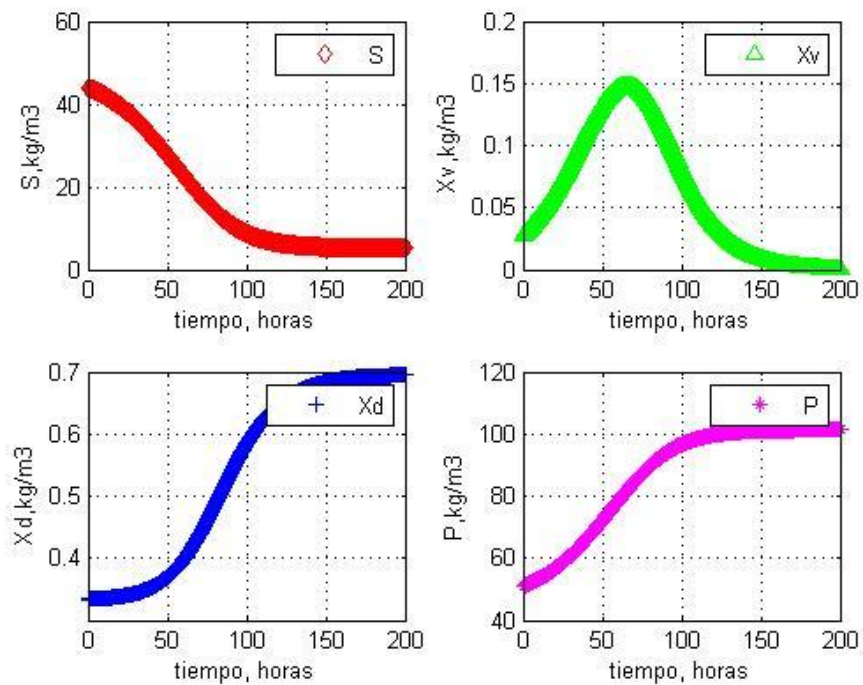 60
40
20
0
S,kg/m3
S
0 50 100 150 200
tiempo, horas
0.2
0.15
0.1
0.05
0
Xv,kg/m3
Xv
0 50 100 150 200
tiempo, horas
0.7
0.6
0.5
0.4
Xd,kg/m3
Xd
0 50 100 150 200
tiempo, horas
120
100
80
60
40
P,kg/m3
P
0 50 100 150 200
tiempo, horas